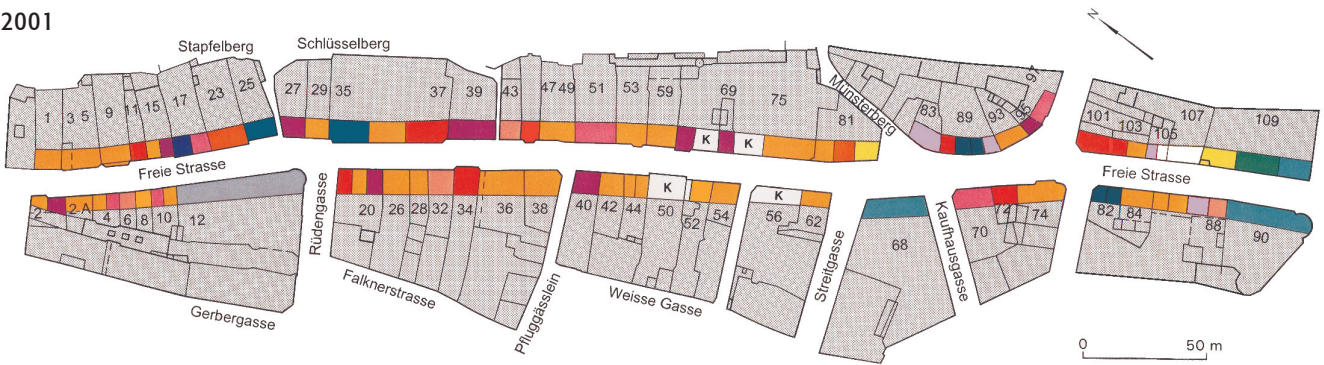 2001
N
Stapfelberg
Schlüsselberg
1 3 5 9 11 15 17 23 25
27 29 35 37 39
43 47 49 51 53 59 69 75 81
K K
Münsterberg
83 89 93 95 97
101 103 105 107 109
Freie Strasse
Freie Strasse
2 2A 4 6 8 10 12
Rüdengasse
20 26 28 32 34 36 38
40 42 44 50 52 54
K
K
56 62
68
70 72 74
82 84 88 90
Gerbergasse
Falknerstrasse
Pfluggässlein
Weisse Gasse
Streitgasse
Kaufhausgasse
0 50 m